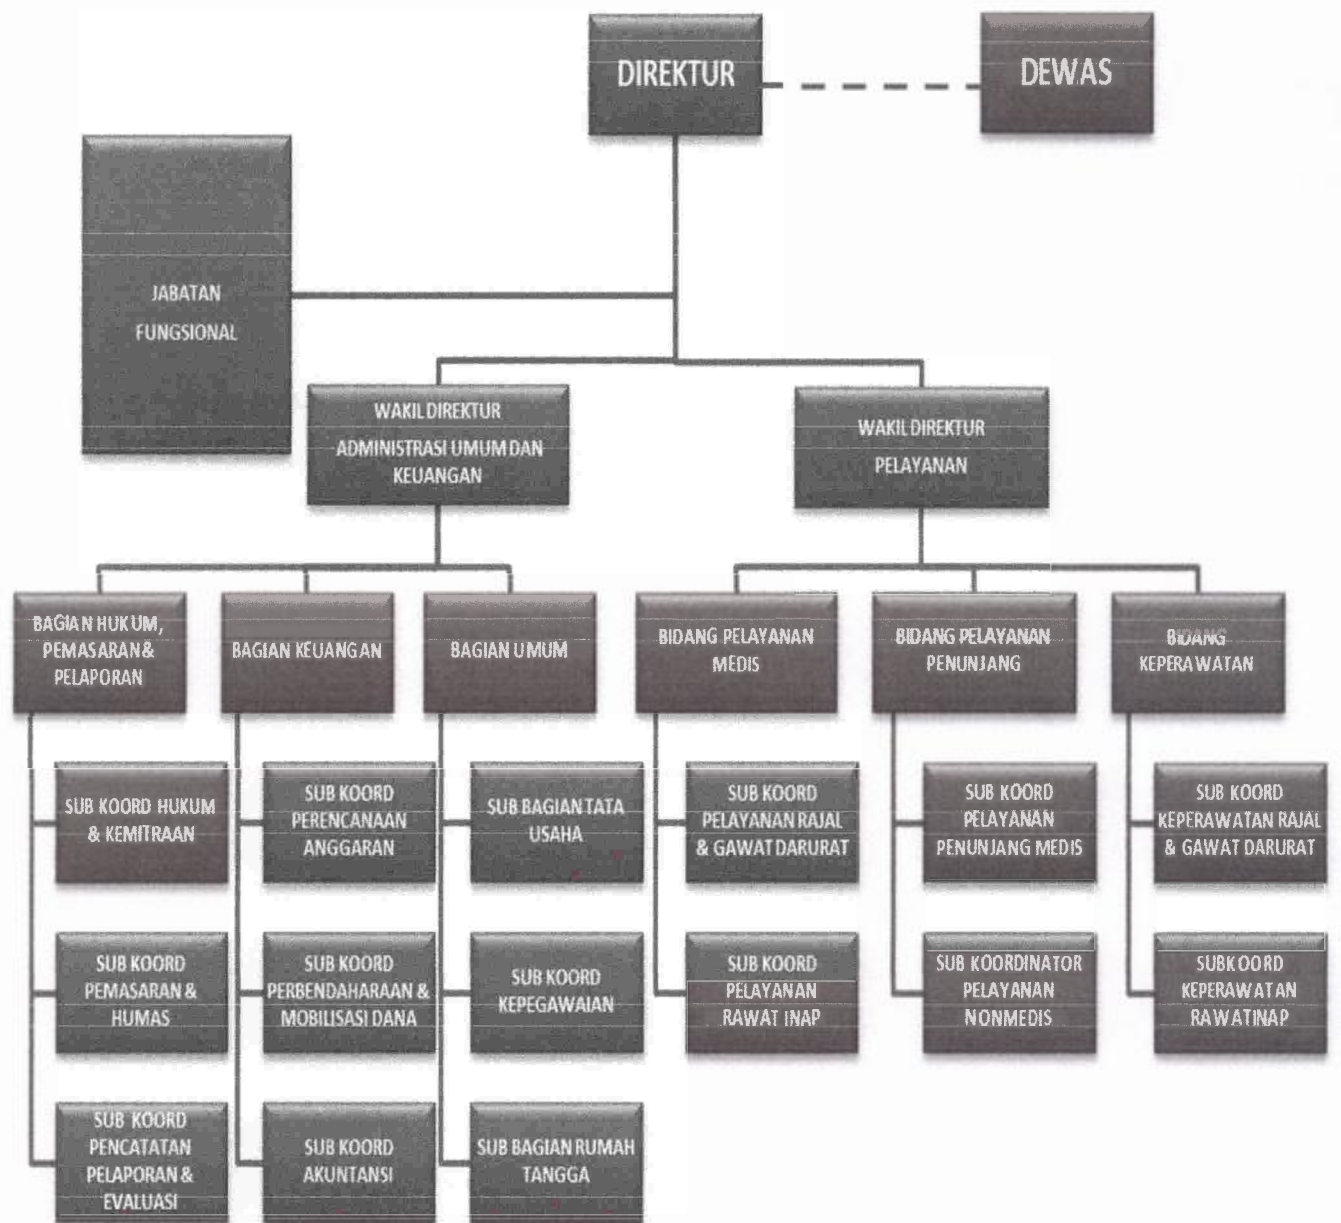 DIREKTUR
DEWAS
JABATAN
FUNGSIONAL
WAKIL DIREKTUR
ADMINISTRASI UMUM DAN
KEUANGAN
WAKIL DIREKTUR
PELAYANAN
BAGIAN HUKUM,
PEMASARAN &
PELAPORAN
BAGIAN KEUANGAN
BAGIAN UMUM
BIDANG PELAYANAN
MEDIS
BIDANG PELAYANAN
PENUNJANG
BIDANG
KEPERAWATAN
SUB KOORD HUKUM
& KEMITRAAN
SUB KOORD
PERENCANAAN
ANGGARAN
SUB BAGIAN TATA
USAHA
SUB KOORD
PELAYANAN RAJAL
& GAWAT DARURAT
SUB KOORD
PELAYANAN
PENUNJANG MEDIS
SUB KOORD
KEPERAWATAN RAJAL
& GAWAT DARURAT
SUB KOORD
PEMASARAN &
HUMAS
SUB KOORD
PERBENDAHARAAN &
MOBILISASI DANA
SUB KOORD
KEPEGAWAIAN
SUB KOORD
PELAYANAN
RAWAT INAP
SUB KOORDINATOR
PELAYANAN
NONMEDIS
SUBKOORD
KEPERAWATAN
RAWATINAP
SUB KOORD
PENCATATAN
PELAPORAN &
EVALUASI
SUB KOORD
AKUNTANSI
SUB BAGIAN RUMAH
TANGGA